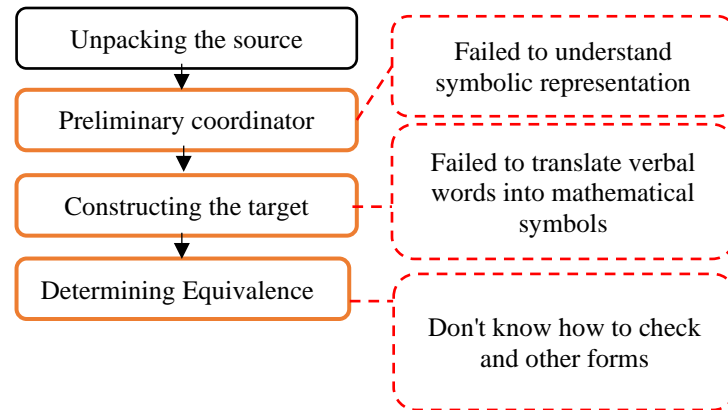 Unpacking the source
Failed to understand
symbolic representation
Preliminary coordinator
Failed to translate verbal
words into mathematical
symbols
Constructing the target
Determining Equivalence
Don't know how to check
and other forms